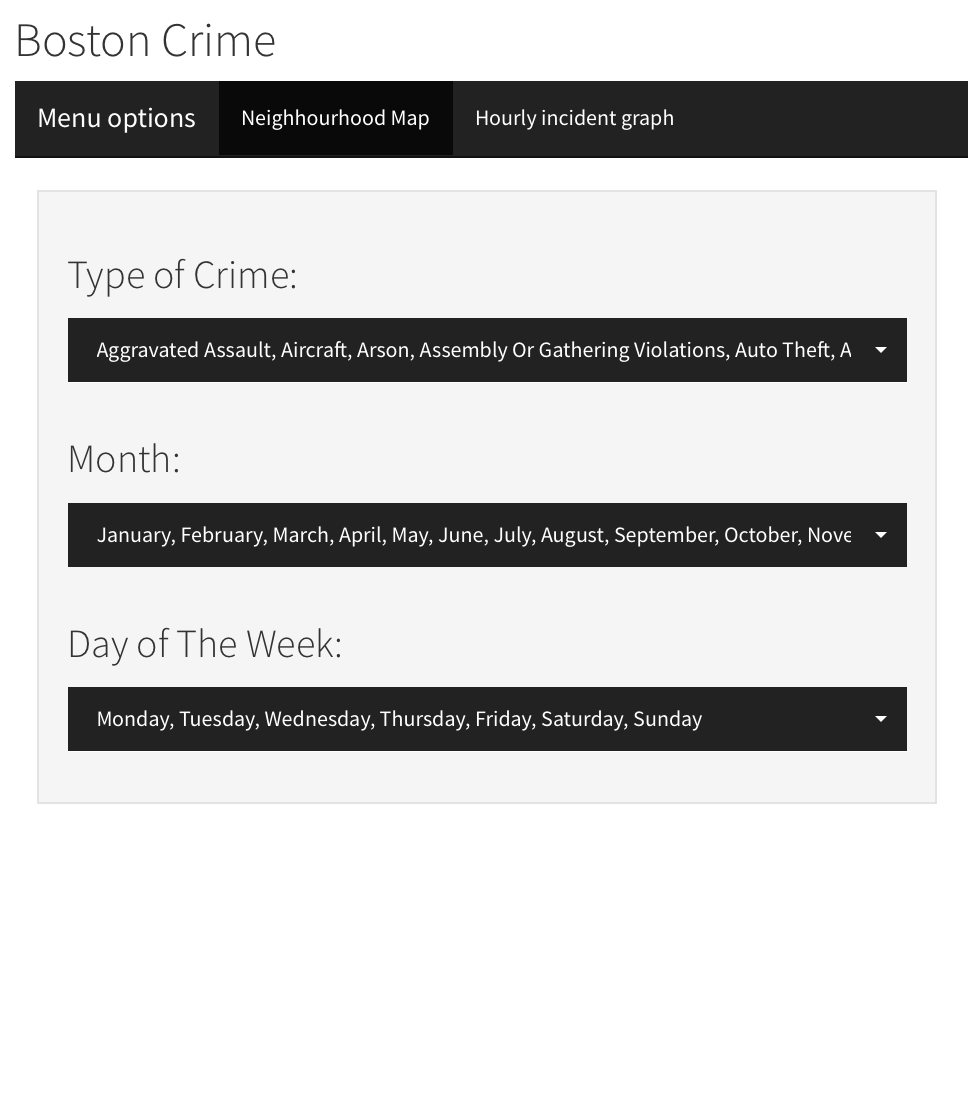 Boston Crime
Menu options
Neighhourhood Map
Hourly incident graph
Type of Crime:
Aggravated Assault, Aircraft, Arson, Assembly Or Gathering Violations, Auto Theft, A
Month:
January, February, March, April, May, June, July, August, September, October, Nove
Day of The Week:
Monday, Tuesday, Wednesday, Thursday, Friday, Saturday, Sunday